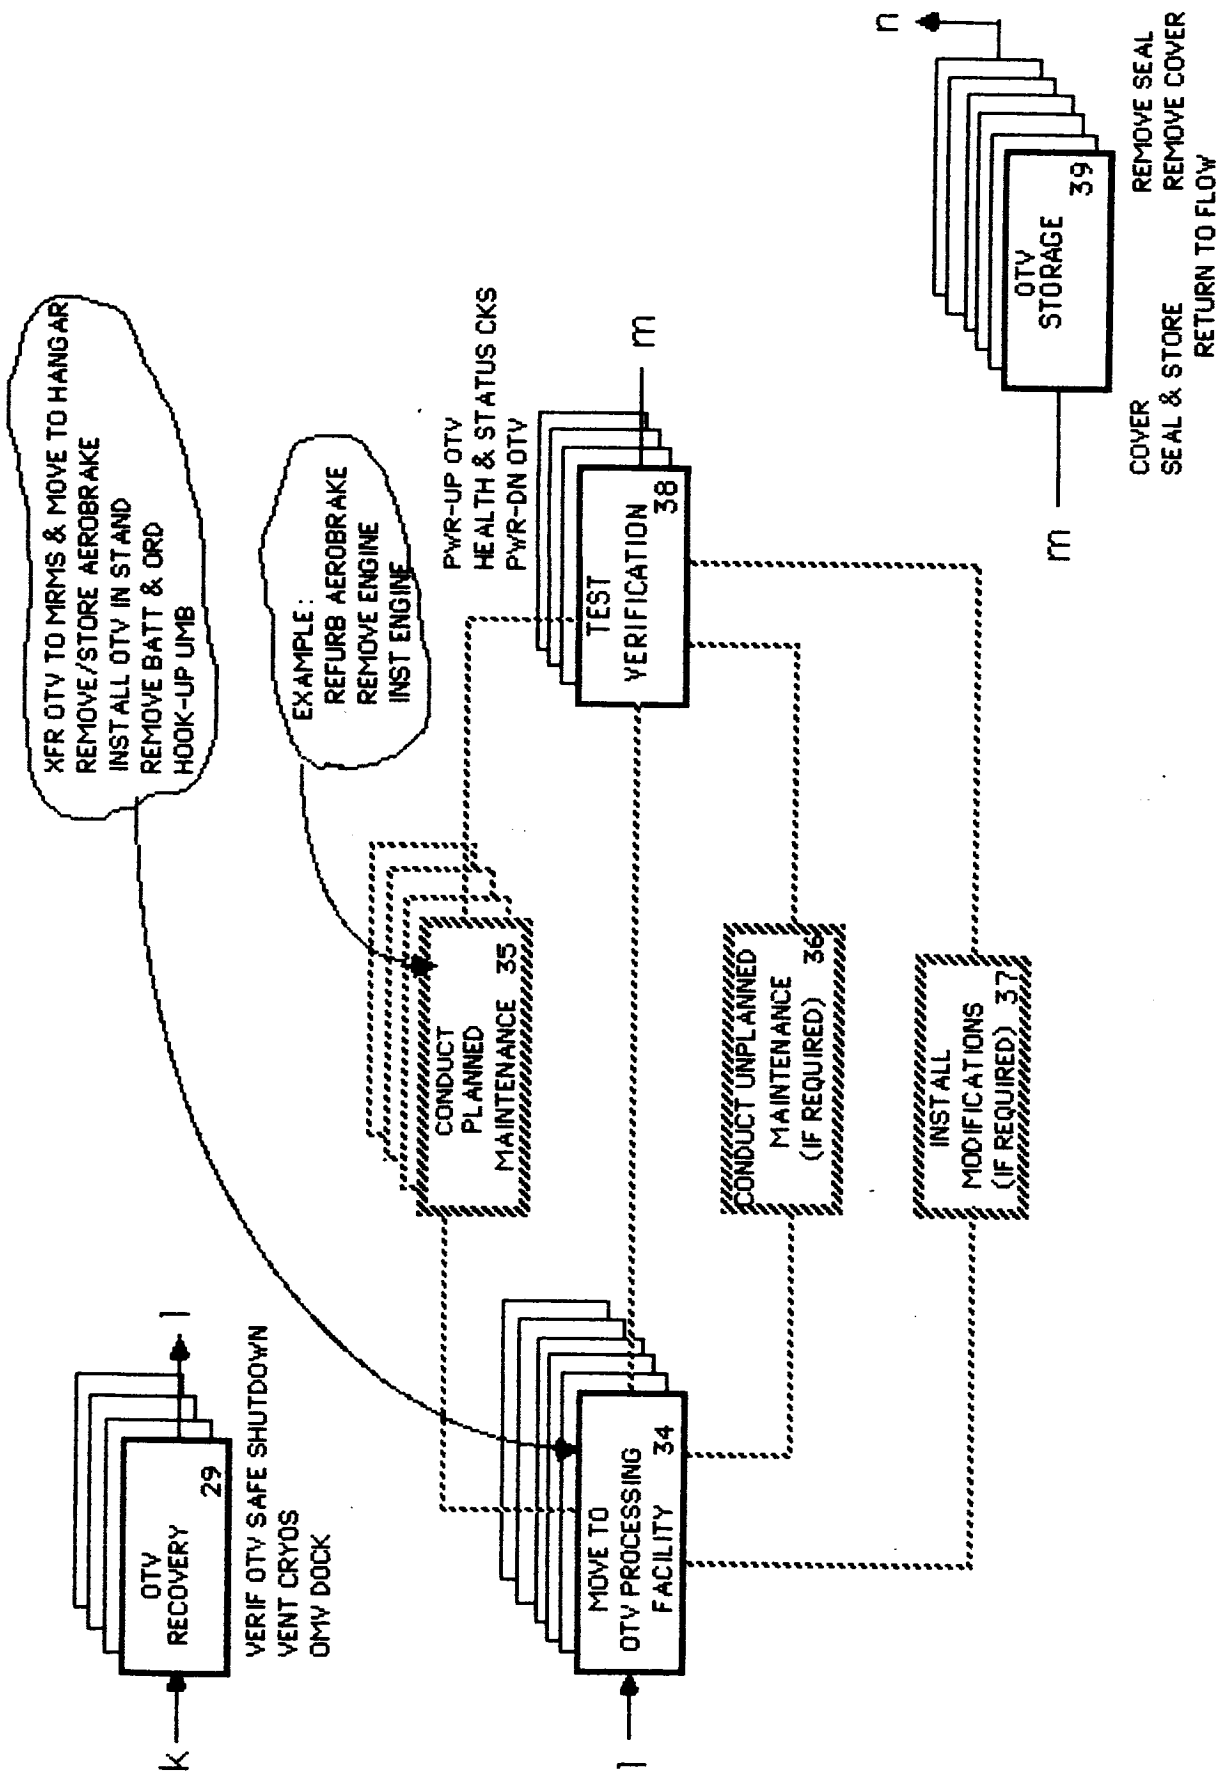 XFR OTV TO MRMS & MOVE TO HANGAR
REMOVE/STORE AEROBRAKE
INSTALL OTV IN STAND
REMOVE BATT & ORD
HOOK-UP UMB
k
OTV
RECOVERY
29
l
VERIF OTV SAFE SHUTDOWN
VENT CRYOS
OMV DOCK
EXAMPLE:
REFURB AEROBRAKE
REMOVE ENGINE
INST ENGINE
CONDUCT
PLANNED
MAINTENANCE 35
PWR-UP OTV
HEALTH & STATUS CKS
PWR-DN OTV
l
MOVE TO
OTV PROCESSING
FACILITY 34
TEST
VERIFICATION
38
m
CONDUCT UNPLANNED
MAINTENANCE
(IF REQUIRED) 36
INSTALL
MODIFICATIONS
(IF REQUIRED) 37
m
OTV
STORAGE
39
n
COVER
SEAL & STORE
REMOVE SEAL
REMOVE COVER
RETURN TO FLOW